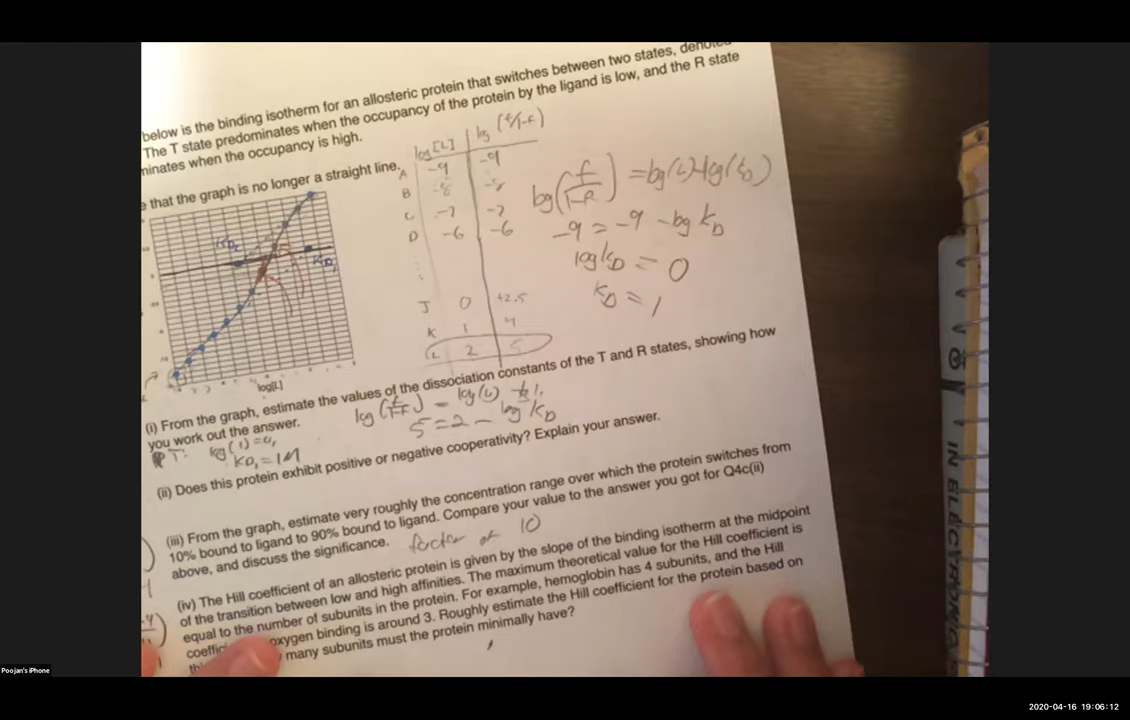 below is the binding isotherm for an allosteric protein that switches between two states, denoted
The T state predominates when the occupancy of the protein by the ligand is low, and the R state
minates when the occupancy is high.
e that the graph is no longer a straight line.
log[L] log (f/1-f)
A -9 -9
B -8 -8
C -7 -7
D -6 -6
J 0 +2.5
K 1 4
L 2 5
-9 = -9 - log KD
log KD = 0
KD = 1
log[L]
(i) From the graph, estimate the values of the dissociation constants of the T and R states, showing how
you work out the answer.
5 = 2 - log KD
T: log(1) = 0,
KD, = 1M
(ii) Does this protein exhibit positive or negative cooperativity? Explain your answer.
(iii) From the graph, estimate very roughly the concentration range over which the protein switches from
10% bound to ligand to 90% bound to ligand. Compare your value to the answer you got for Q4c(ii)
above, and discuss the significance.
factor of 10
(iv) The Hill coefficient of an allosteric protein is given by the slope of the binding isotherm at the midpoint
of the transition between low and high affinities. The maximum theoretical value for the Hill coefficient is
equal to the number of subunits in the protein. For example, hemoglobin has 4 subunits, and the Hill
coeffic oxygen binding is around 3. Roughly estimate the Hill coefficient for the protein based on
thi many subunits must the protein minimally have?
IN ELECTRONIC
Poojan's iPhone
2020-04-16 19:06:12